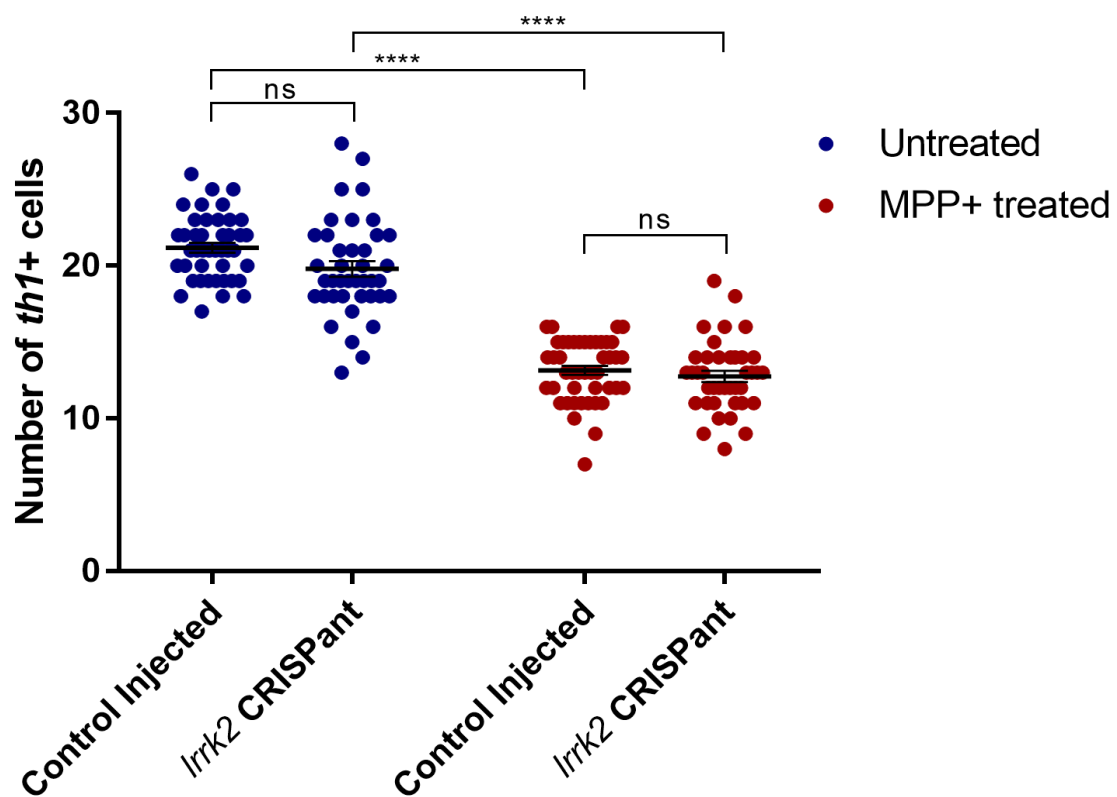 ****
****
ns
30
Untreated
MPP+ treated
ns
20
10
0
Number of th1+ cells
Control Injected
lrrk2 CRISPant
Control Injected
lrrk2 CRISPant